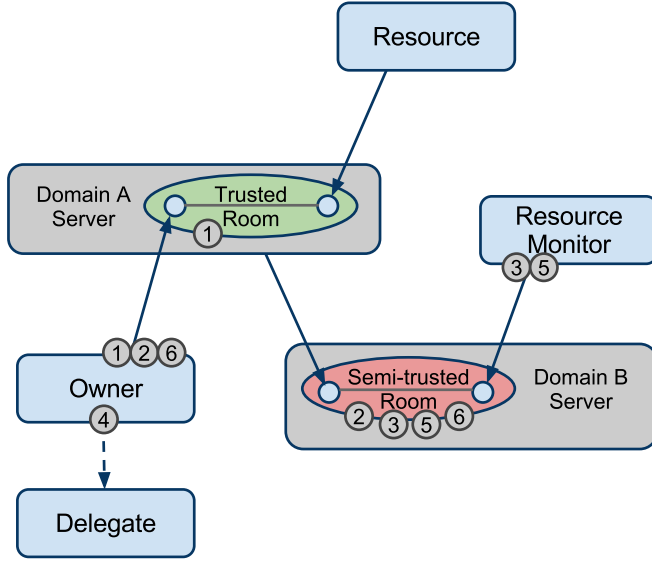 Resource
Domain A
Server
Trusted
Room
1
Resource
Monitor
3 5
1 2 6
Owner
4
Semi-trusted
Room
2 3 5 6
Domain B
Server
Delegate